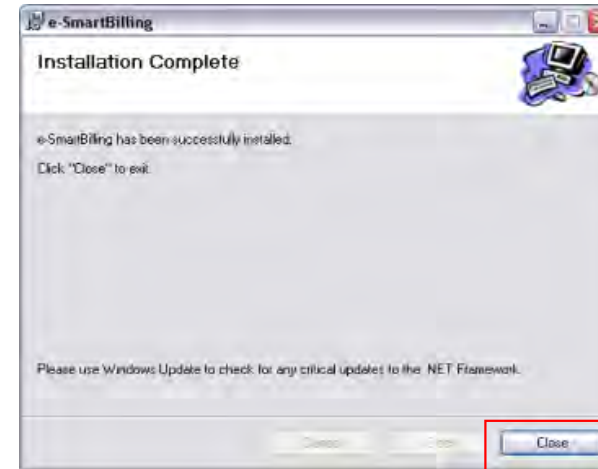 e-SmartBilling
Installation Complete
e-SmartBilling has been successfully installed.
Click "Close" to exit.
Please use Windows Update to check for any critical updates to the .NET Framework.
Cancel
Close